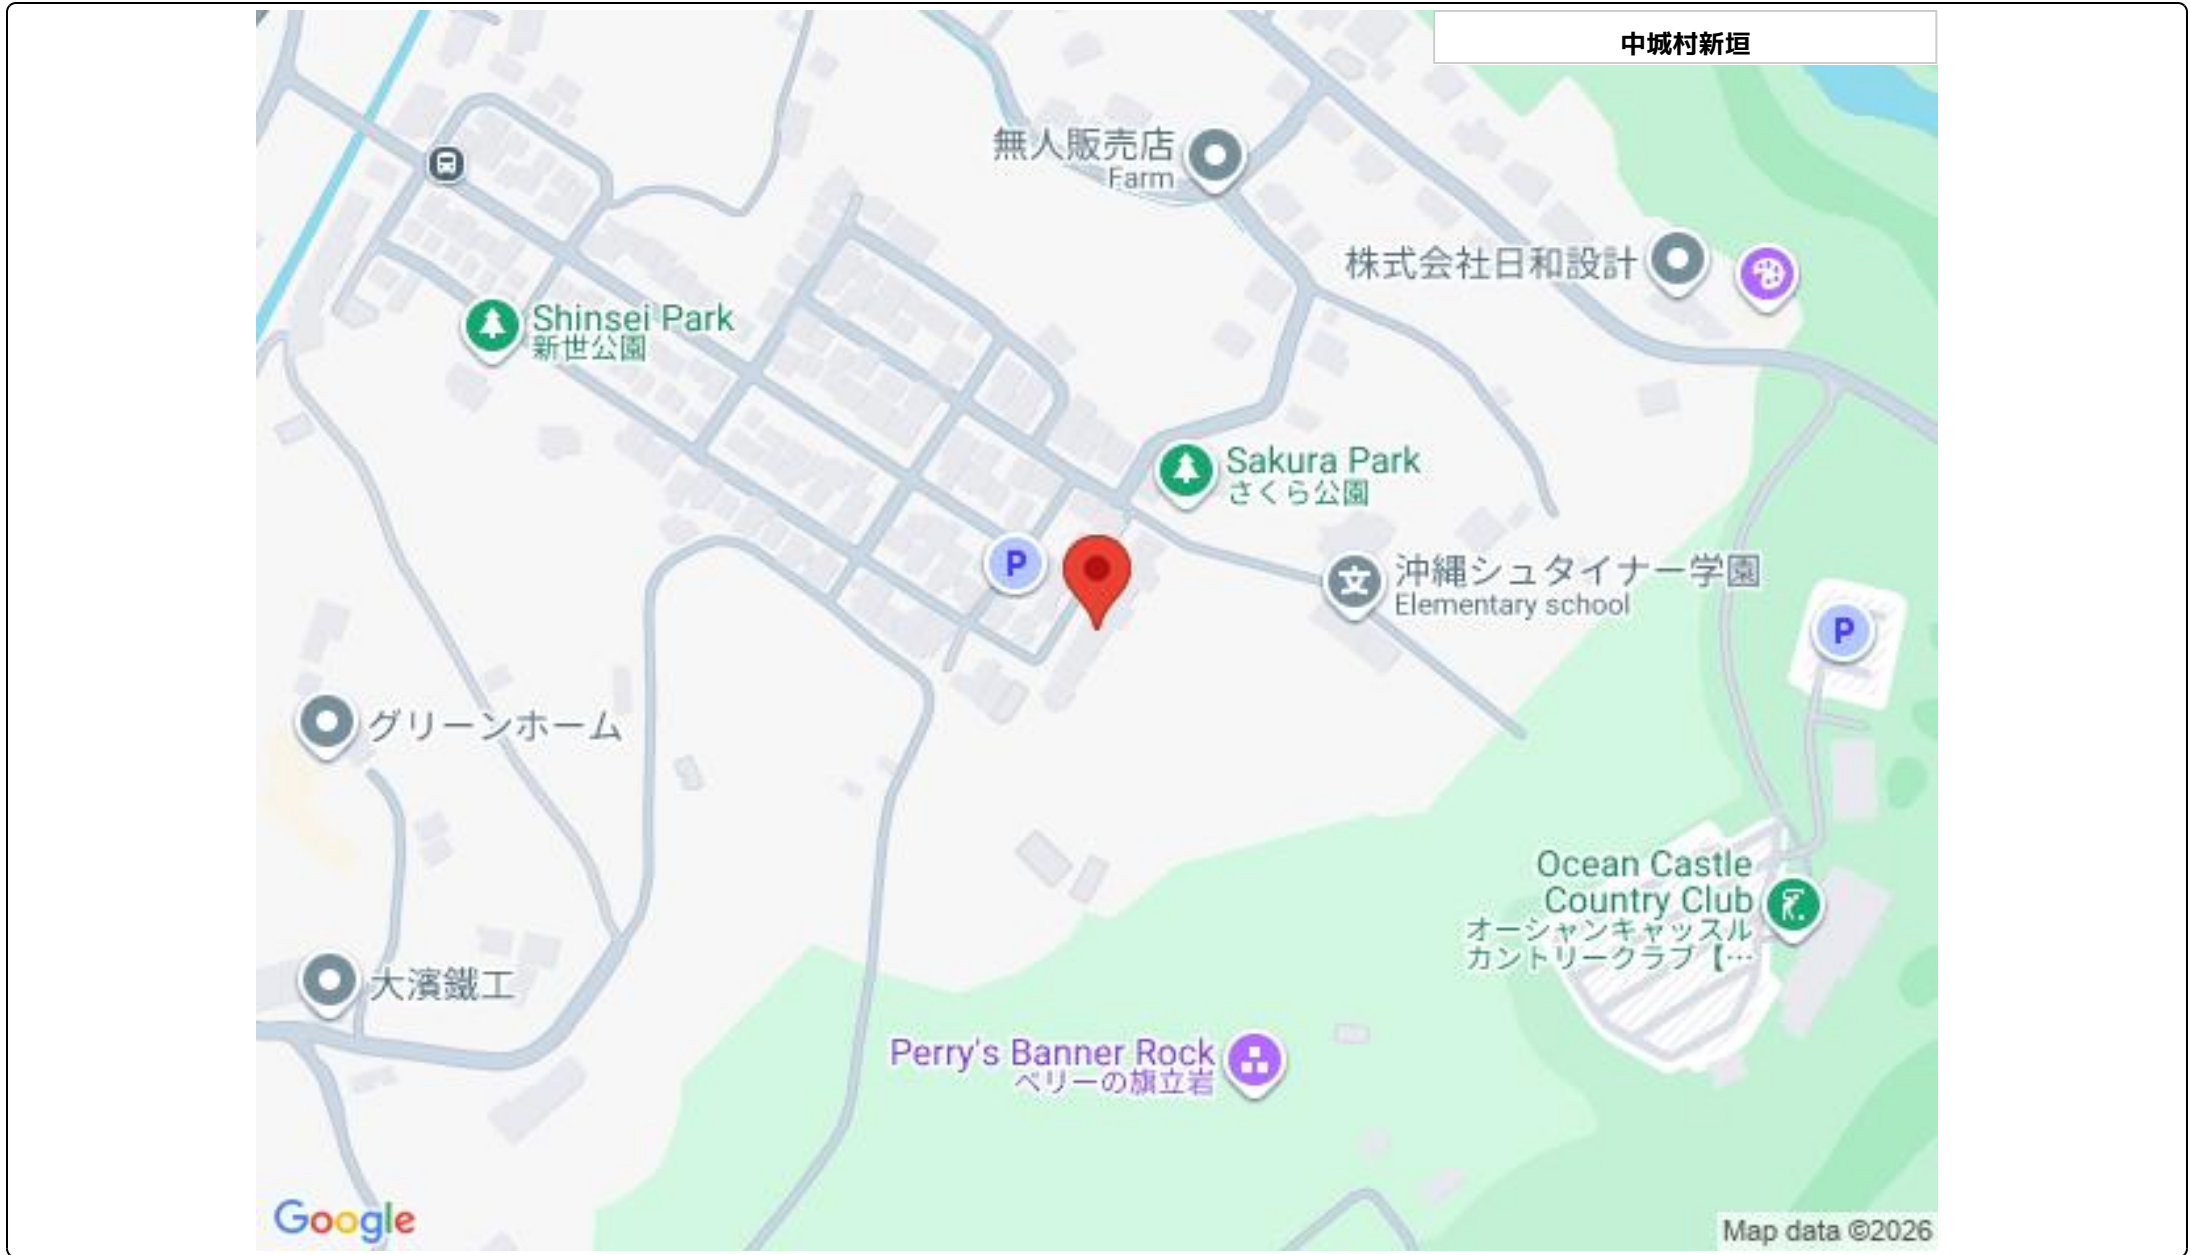 中城村新垣
無人販売店
Farm
株式会社日和設計
Shinsei Park
新世公園
Sakura Park
さくら公園
P
沖縄シュタイナー学園
Elementary school
文
P
グリーンホーム
Ocean Castle
Country Club
オーシャンキャッスル
カントリークラブ【…
大濱鐵工
Perry's Banner Rock
ペリーの旗立岩
Google
Map data ©2026